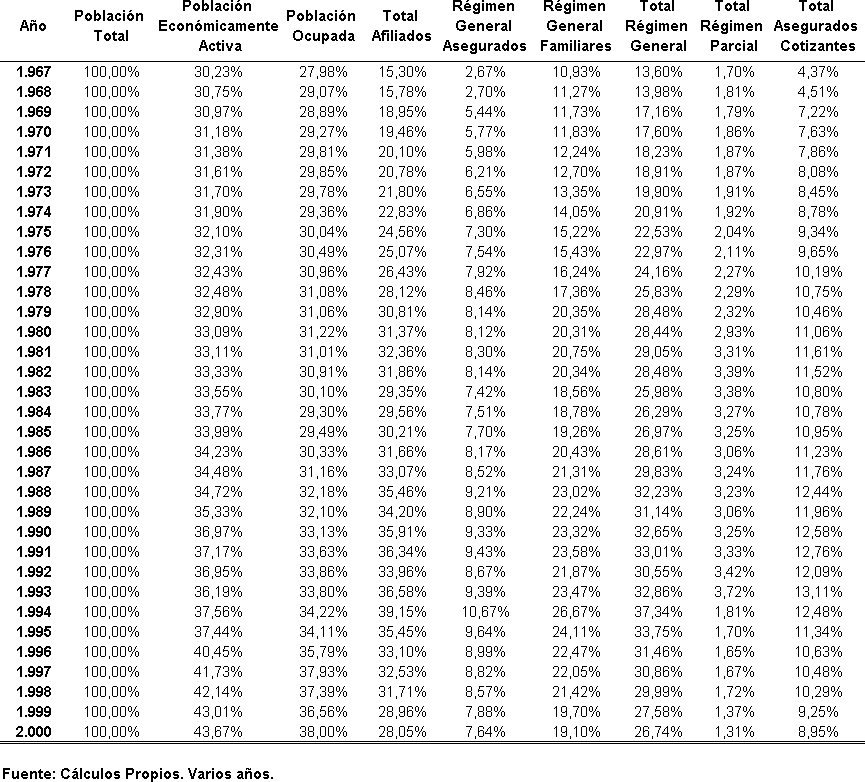 Año Población Total Población Económicamente Activa Población Ocupada Total Afiliados Régimen General Asegurados Régimen General Familiares Total Régimen General Total Régimen Parcial Total Asegurados Cotizantes
1.967 100,00% 30,23% 27,98% 15,30% 2,67% 10,93% 13,60% 1,70% 4,37%
1.968 100,00% 30,75% 29,07% 15,78% 2,70% 11,27% 13,98% 1,81% 4,51%
1.969 100,00% 30,97% 28,89% 18,95% 5,44% 11,73% 17,16% 1,79% 7,22%
1.970 100,00% 31,18% 29,27% 19,46% 5,77% 11,83% 17,60% 1,86% 7,63%
1.971 100,00% 31,38% 29,81% 20,10% 5,98% 12,24% 18,23% 1,87% 7,86%
1.972 100,00% 31,61% 29,85% 20,78% 6,21% 12,70% 18,91% 1,87% 8,08%
1.973 100,00% 31,70% 29,78% 21,80% 6,55% 13,35% 19,90% 1,91% 8,45%
1.974 100,00% 31,90% 29,36% 22,83% 6,86% 14,05% 20,91% 1,92% 8,78%
1.975 100,00% 32,10% 30,04% 24,56% 7,30% 15,22% 22,53% 2,04% 9,34%
1.976 100,00% 32,31% 30,49% 25,07% 7,54% 15,43% 22,97% 2,11% 9,65%
1.977 100,00% 32,43% 30,96% 26,43% 7,92% 16,24% 24,16% 2,27% 10,19%
1.978 100,00% 32,48% 31,08% 28,12% 8,46% 17,36% 25,83% 2,29% 10,75%
1.979 100,00% 32,90% 31,06% 30,81% 8,14% 20,35% 28,48% 2,32% 10,46%
1.980 100,00% 33,09% 31,22% 31,37% 8,12% 20,31% 28,44% 2,93% 11,06%
1.981 100,00% 33,11% 31,01% 32,36% 8,30% 20,75% 29,05% 3,31% 11,61%
1.982 100,00% 33,33% 30,91% 31,86% 8,14% 20,34% 28,48% 3,39% 11,52%
1.983 100,00% 33,55% 30,10% 29,35% 7,42% 18,56% 25,98% 3,38% 10,80%
1.984 100,00% 33,77% 29,30% 29,56% 7,51% 18,78% 26,29% 3,27% 10,78%
1.985 100,00% 33,99% 29,49% 30,21% 7,70% 19,26% 26,97% 3,25% 10,95%
1.986 100,00% 34,23% 30,33% 31,66% 8,17% 20,43% 28,61% 3,06% 11,23%
1.987 100,00% 34,48% 31,16% 33,07% 8,52% 21,31% 29,83% 3,24% 11,76%
1.988 100,00% 34,72% 32,18% 35,46% 9,21% 23,02% 32,23% 3,23% 12,44%
1.989 100,00% 35,33% 32,10% 34,20% 8,90% 22,24% 31,14% 3,06% 11,96%
1.990 100,00% 36,97% 33,13% 35,91% 9,33% 23,32% 32,65% 3,25% 12,58%
1.991 100,00% 37,17% 33,63% 36,34% 9,43% 23,58% 33,01% 3,33% 12,76%
1.992 100,00% 36,95% 33,86% 33,96% 8,67% 21,87% 30,55% 3,42% 12,09%
1.993 100,00% 36,19% 33,80% 36,58% 9,39% 23,47% 32,86% 3,72% 13,11%
1.994 100,00% 37,56% 34,22% 39,15% 10,67% 26,67% 37,34% 1,81% 12,48%
1.995 100,00% 37,44% 34,11% 35,45% 9,64% 24,11% 33,75% 1,70% 11,34%
1.996 100,00% 40,45% 35,79% 33,10% 8,99% 22,47% 31,46% 1,65% 10,63%
1.997 100,00% 41,73% 37,93% 32,53% 8,82% 22,05% 30,86% 1,67% 10,48%
1.998 100,00% 42,14% 37,39% 31,71% 8,57% 21,42% 29,99% 1,72% 10,29%
1.999 100,00% 43,01% 36,56% 28,96% 7,88% 19,70% 27,58% 1,37% 9,25%
2.000 100,00% 43,67% 38,00% 28,05% 7,64% 19,10% 26,74% 1,31% 8,95%
Fuente: Cálculos Propios. Varios años.